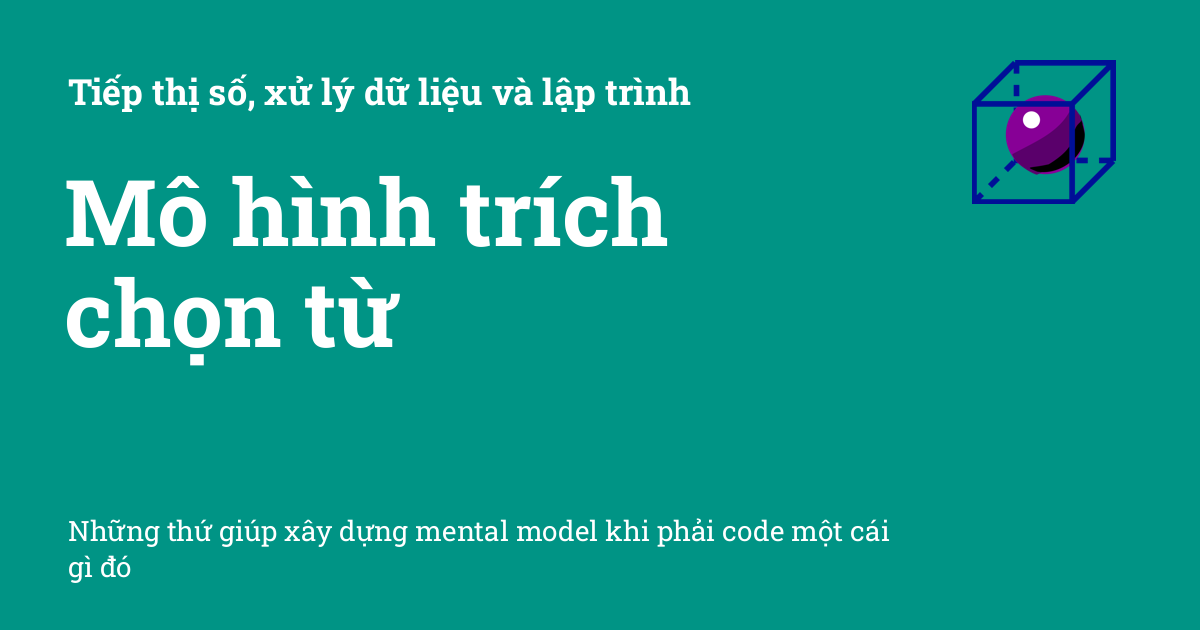 Tiếp thị số, xử lý dữ liệu và lập trình
Mô hình trích
chọn từ
Những thứ giúp xây dựng mental model khi phải code một cái
gì đó